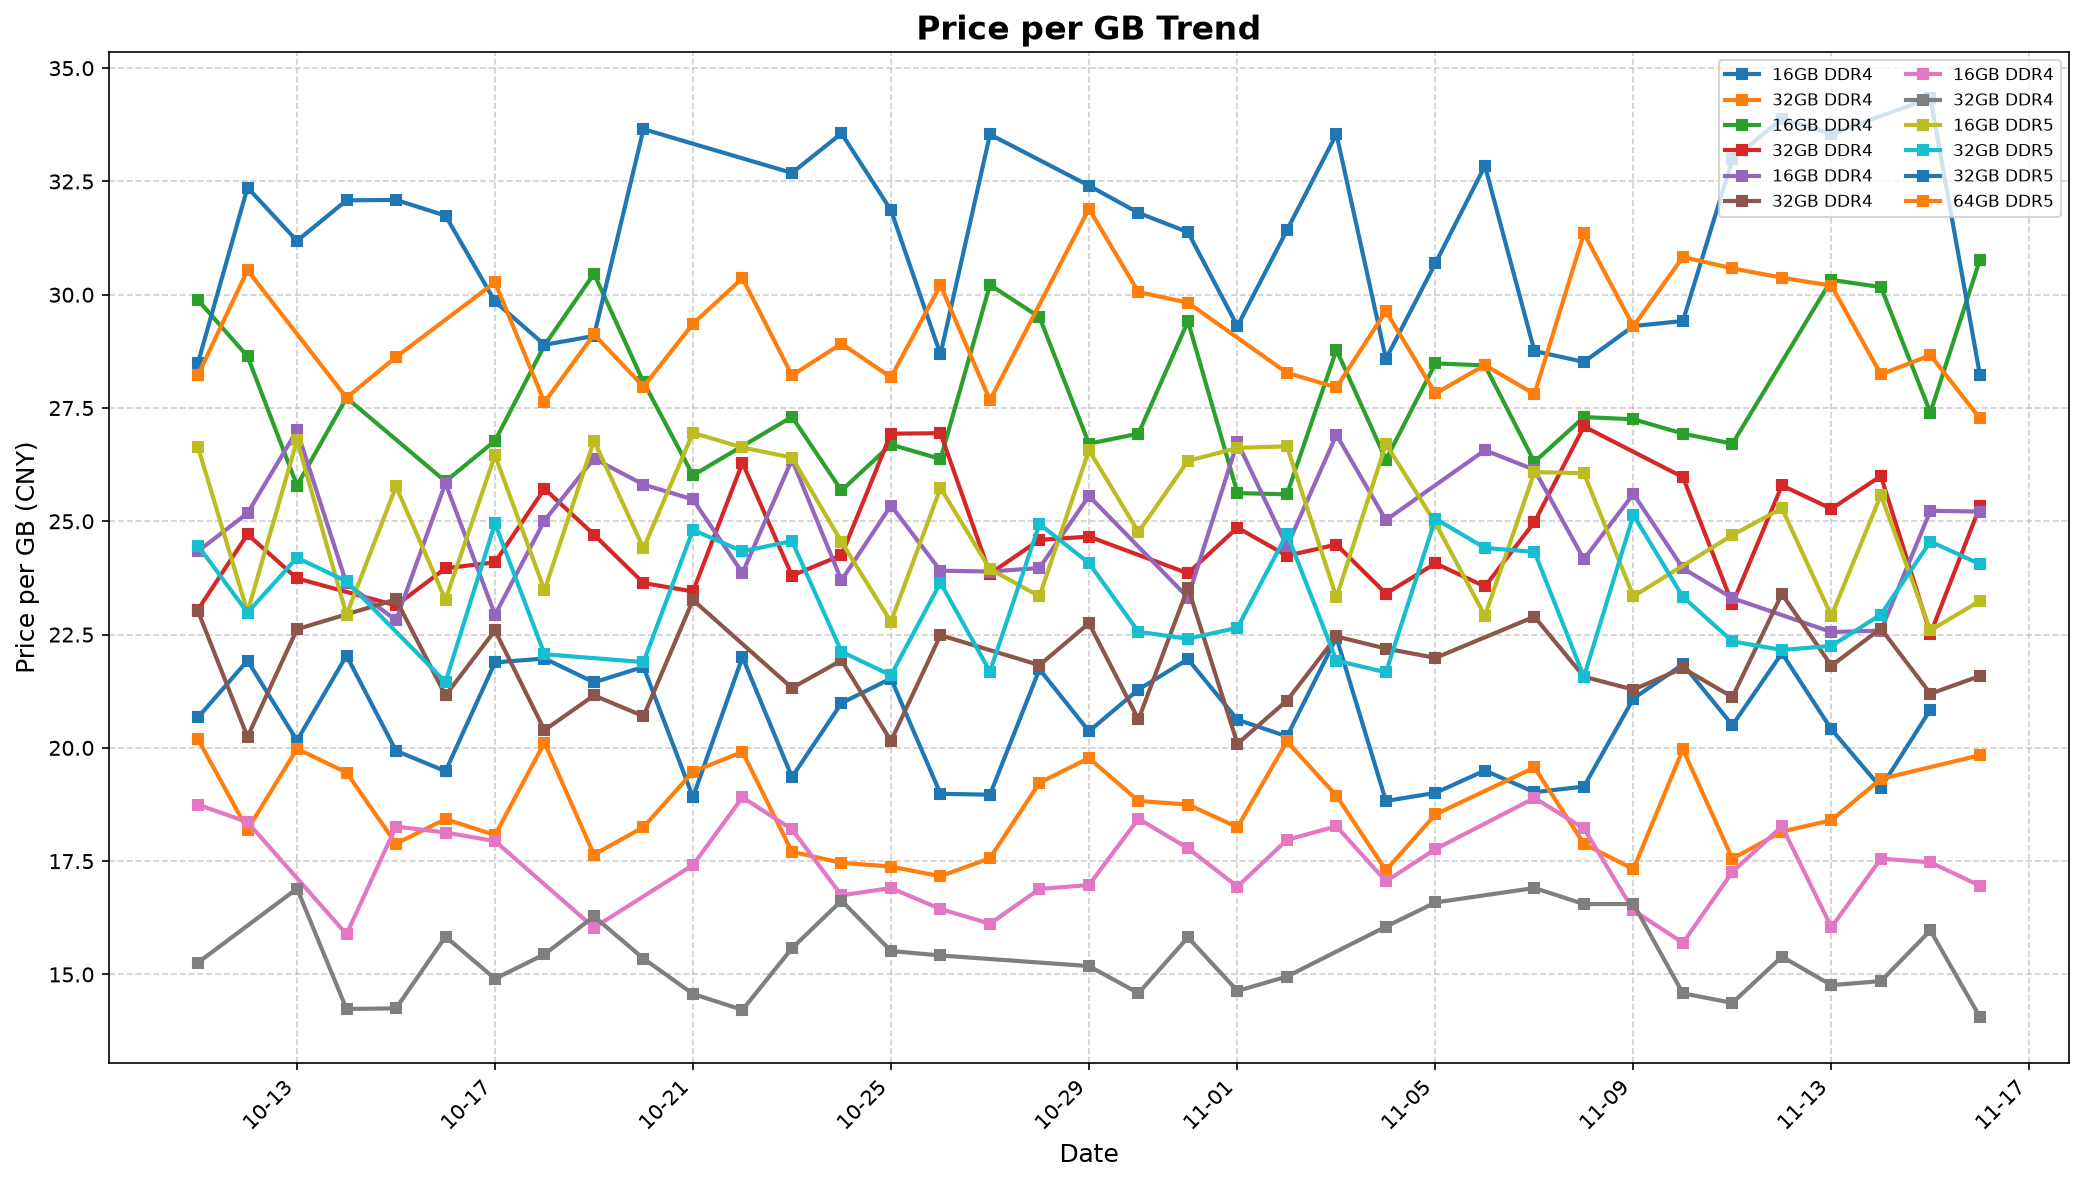 Price per GB Trend
35.0
32.5
30.0
27.5
25.0
22.5
20.0
17.5
15.0
Price per GB (CNY)
16GB DDR4
32GB DDR4
16GB DDR4
32GB DDR4
16GB DDR4
32GB DDR4
16GB DDR4
32GB DDR4
16GB DDR5
32GB DDR5
32GB DDR5
64GB DDR5
10-13
10-17
10-21
10-25
10-29
11-01
11-05
11-09
11-13
11-17
Date